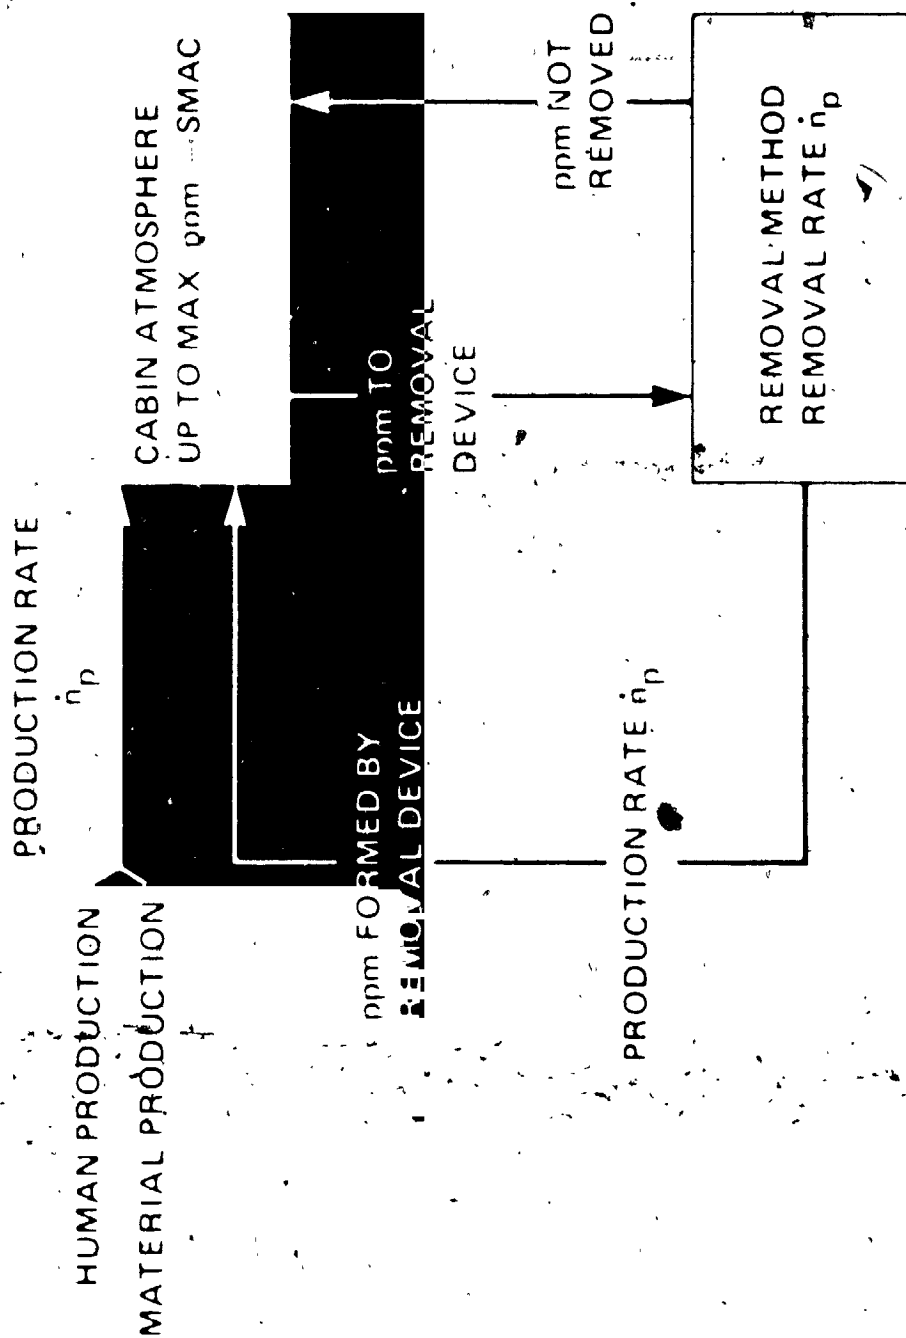 HUMAN PRODUCTION
MATERIAL PRODUCTION
PRODUCTION RATE
ṅp
CABIN ATMOSPHERE
UP TO MAX ppm - SMAC
ppm FORMED BY
REMOVAL DEVICE
ppm TO
REMOVAL
DEVICE
ppm NOT
REMOVED
PRODUCTION RATE ṅp
REMOVAL METHOD
REMOVAL RATE ṅp